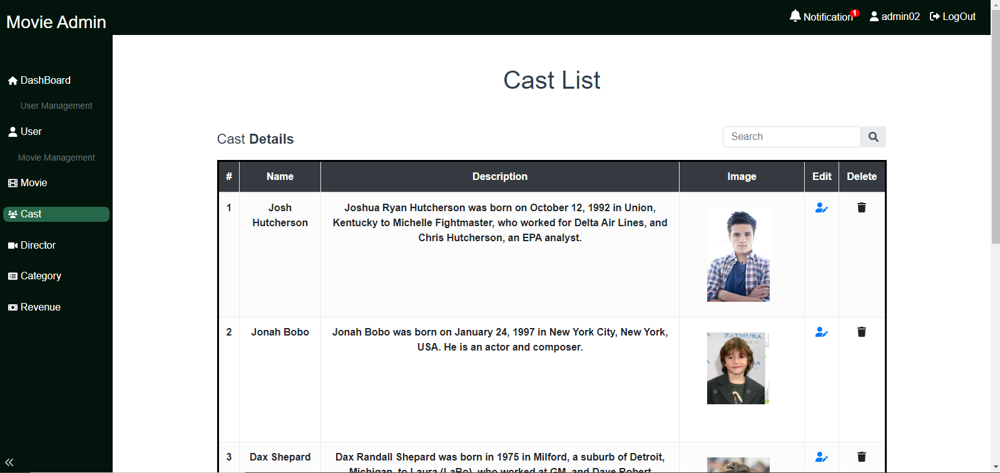 Movie Admin
Notification 1
admin02
LogOut
DashBoard
User Management
User
Movie Management
Movie
Cast
Director
Category
Revenue
Cast List
Cast Details
Search
# Name Description Image Edit Delete
1 Josh Joshua Ryan Hutcherson was born on October 12, 1992 in Union,
Hutcherson Kentucky to Michelle Fightmaster, who worked for Delta Air Lines, and
Chris Hutcherson, an EPA analyst.
2 Jonah Bobo Jonah Bobo was born on January 24, 1997 in New York City, New York,
USA. He is an actor and composer.
ZATHURA
3 Dax Shepard Dax Randall Shepard was born in 1975 in Milford, a suburb of Detroit,
Michigan, to Laura (LaBo), who worked at GM, and Dave Robert